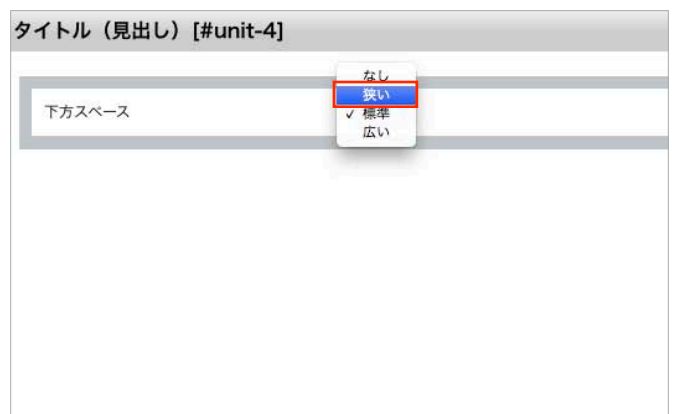 タイトル（見出し）[#unit-4]
なし
狭い
下方スペース
✓ 標準
広い